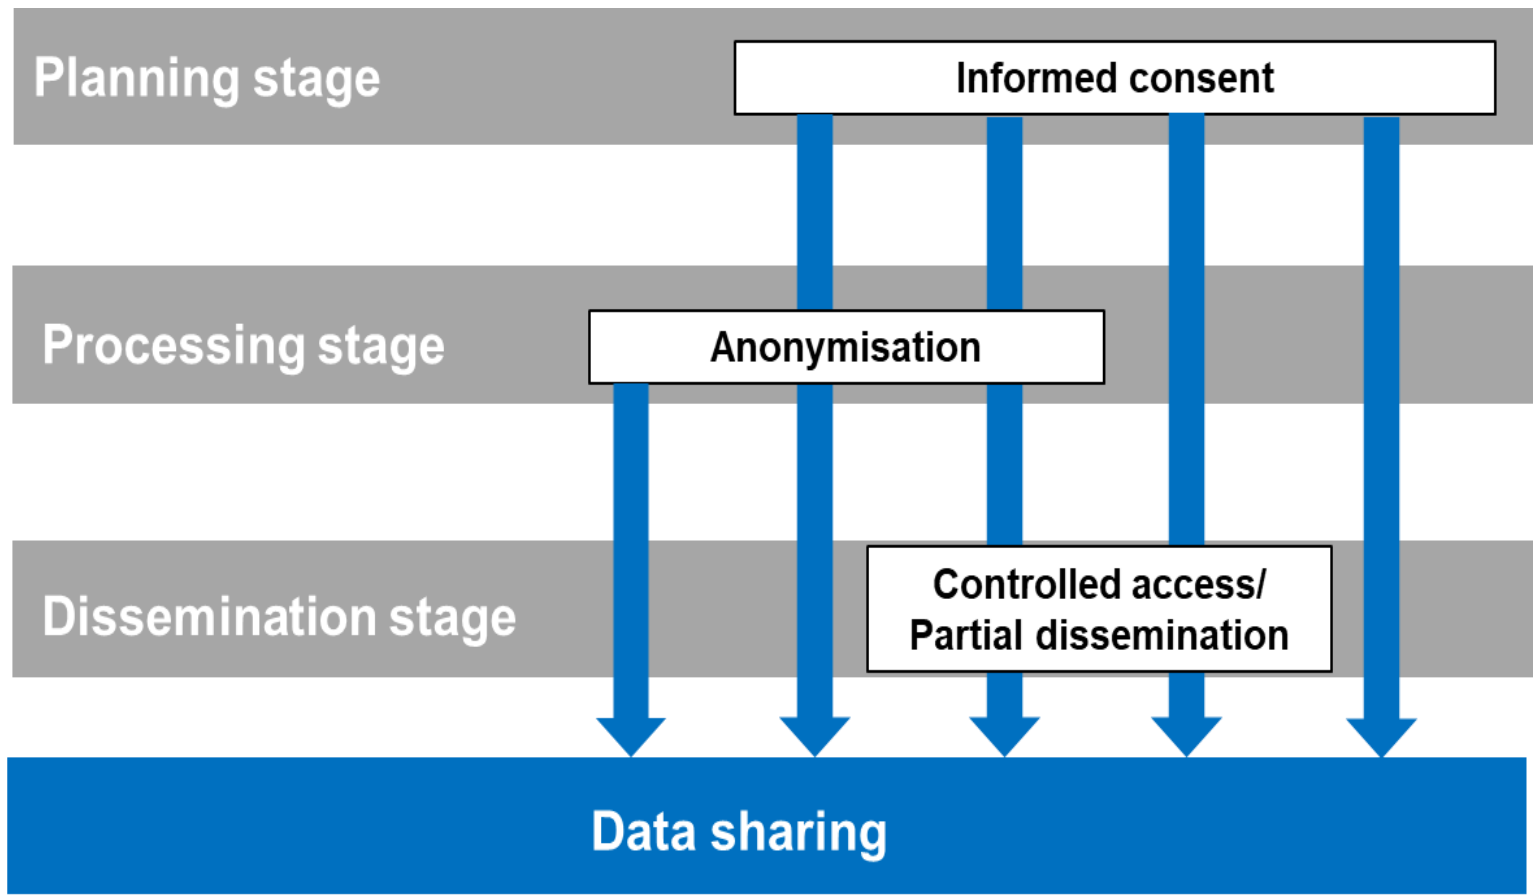 Planning stage
Informed consent
Processing stage
Anonymisation
Dissemination stage
Controlled access/
Partial dissemination
Data sharing